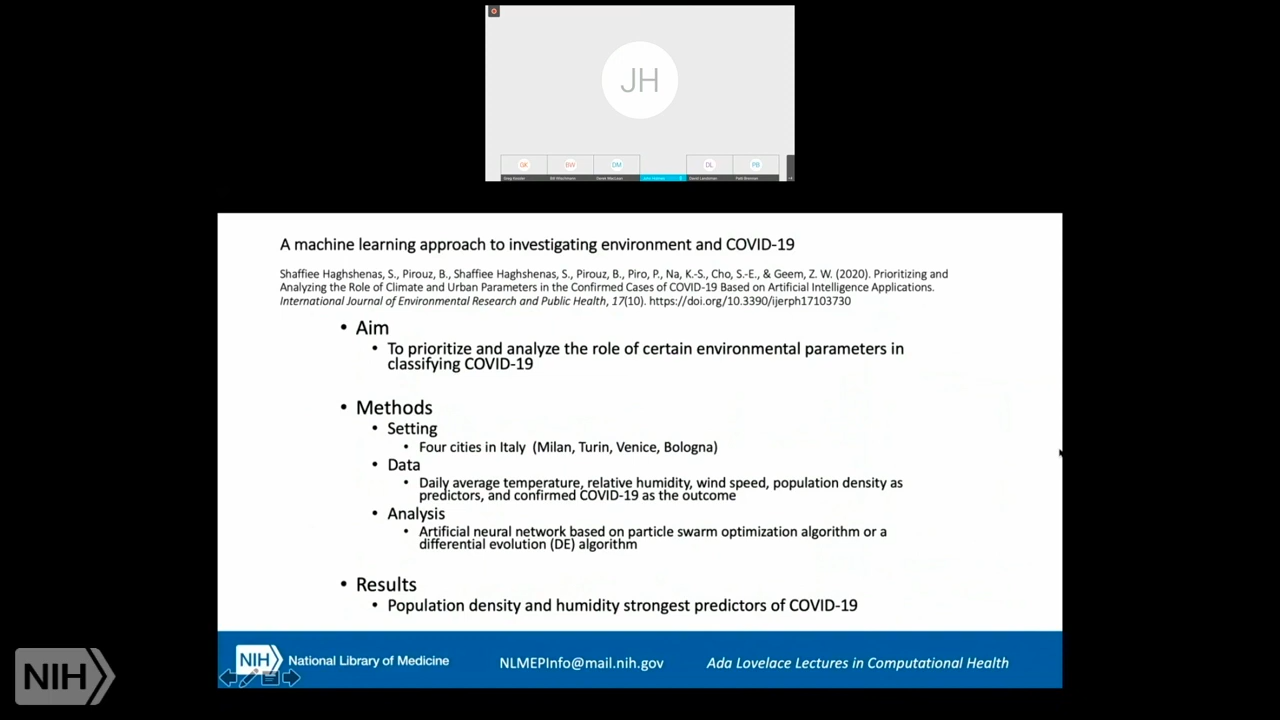 JH
GK
BW
DM
DL
PB
A machine learning approach to investigating environment and COVID-19
Shaffiee Haghshenas, S., Pirouz, B., Shaffiee Haghshenas, S., Pirouz, B., Piro, P., Na, K.-S., Cho, S.-E., & Geem, Z. W. (2020). Prioritizing and
Analyzing the Role of Climate and Urban Parameters in the Confirmed Cases of COVID-19 Based on Artificial Intelligence Applications.
International Journal of Environmental Research and Public Health, 17(10). https://doi.org/10.3390/ijerph17103730
• Aim
• To prioritize and analyze the role of certain environmental parameters in
classifying COVID-19
• Methods
• Setting
• Four cities in Italy (Milan, Turin, Venice, Bologna)
• Data
• Daily average temperature, relative humidity, wind speed, population density as
predictors, and confirmed COVID-19 as the outcome
• Analysis
• Artificial neural network based on particle swarm optimization algorithm or a
differential evolution (DE) algorithm
• Results
• Population density and humidity strongest predictors of COVID-19
NIH National Library of Medicine
NLMEPInfo@mail.nih.gov
Ada Lovelace Lectures in Computational Health
NIH